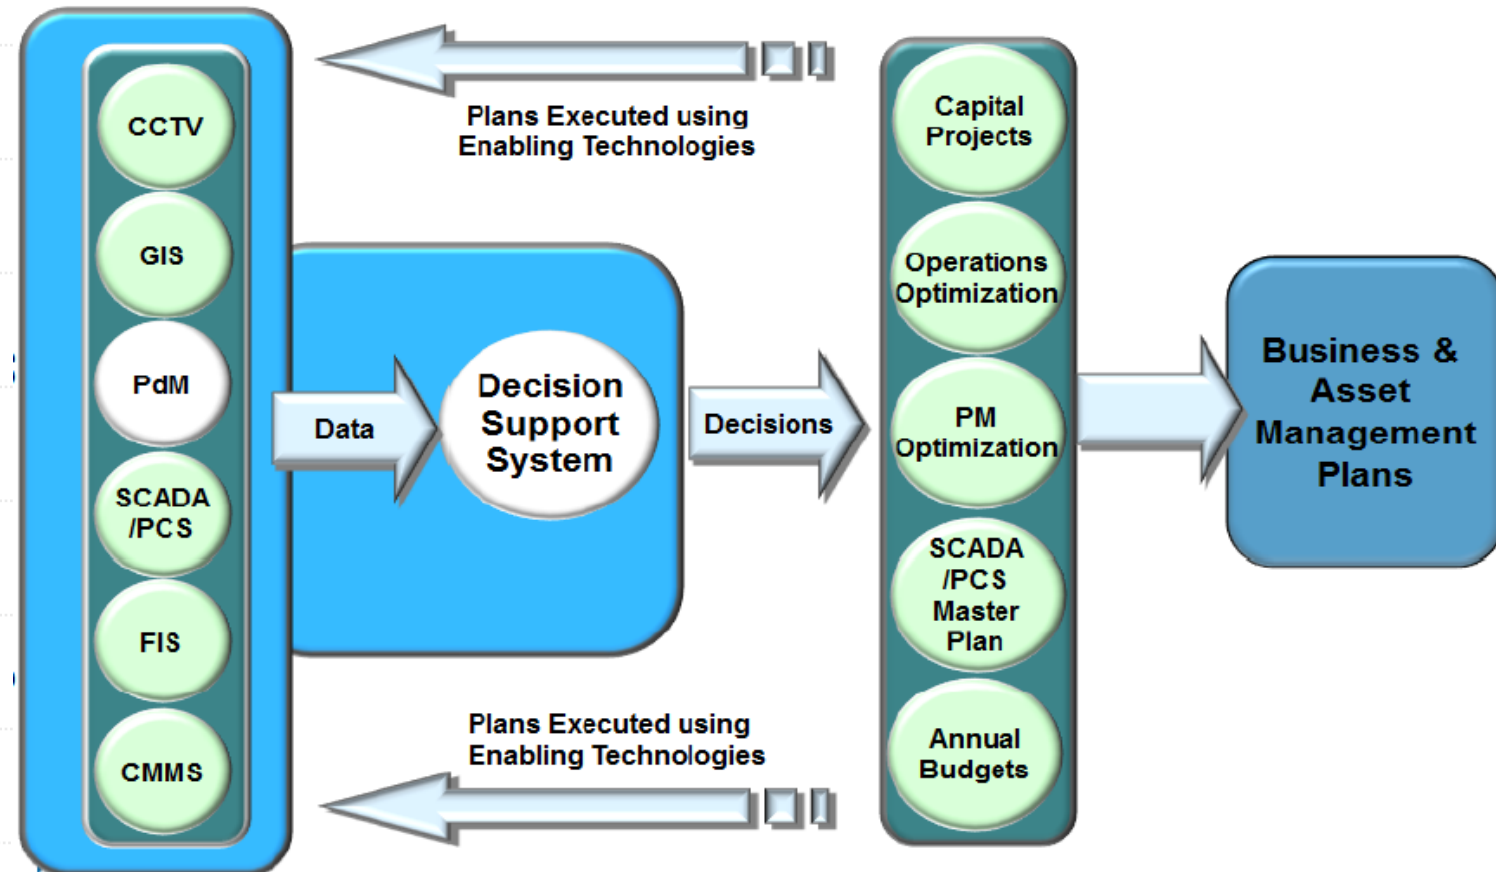 CCTV
GIS
PdM
SCADA
/PCS
FIS
CMMS
Plans Executed using
Enabling Technologies
Data
Decision
Support
System
Decisions
Plans Executed using
Enabling Technologies
Capital
Projects
Operations
Optimization
PM
Optimization
SCADA
/PCS
Master
Plan
Annual
Budgets
Business &
Asset
Management
Plans